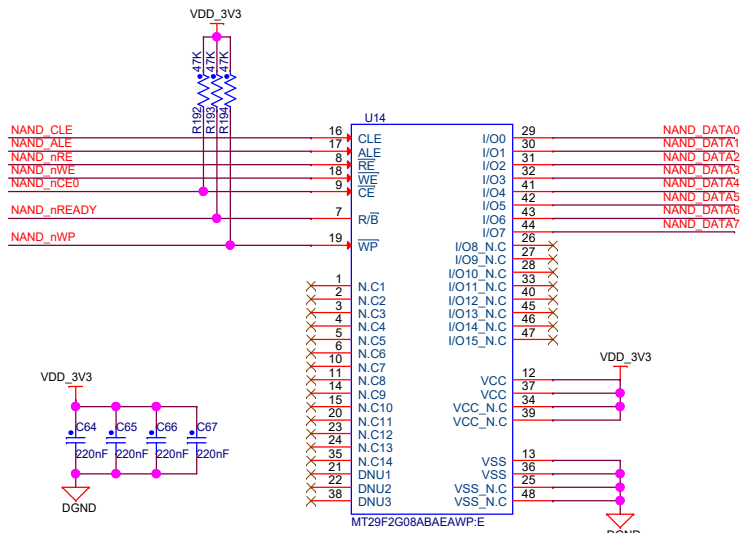 VDD_3V3
47K
47K
47K
R192
R193
R194
U14
NAND_CLE 16 CLE I/O0 29 NAND_DATA0
NAND_ALE 17 ALE I/O1 30 NAND_DATA1
NAND_nRE 8 RE I/O2 31 NAND_DATA2
NAND_nWE 18 WE I/O3 32 NAND_DATA3
NAND_nCE0 9 CE I/O4 41 NAND_DATA4
I/O5 42 NAND_DATA5
NAND_nREADY 7 R/B I/O6 43 NAND_DATA6
I/O7 44 NAND_DATA7
NAND_nWP 19 WP I/O8_N.C 26
I/O9_N.C 27
I/O10_N.C 28
1 N.C1 I/O11_N.C 33
2 N.C2 I/O12_N.C 40
3 N.C3 I/O13_N.C 45
4 N.C4 I/O14_N.C 46
5 N.C5 I/O15_N.C 47
6 N.C6
10 N.C7
11 N.C8
14 N.C9
15 N.C10
20 N.C11
23 N.C12
24 N.C13
35 N.C14
21 DNU1
22 DNU2
38 DNU3
VDD_3V3
VCC 12
VCC 37
VCC_N.C 34
VCC_N.C 39
VSS 13
VSS 36
VSS_N.C 25
VSS_N.C 48
DGND
MT29F2G08ABAEAWP:E
VDD_3V3
C64 C65 C66 C67
220nF 220nF 220nF 220nF
DGND